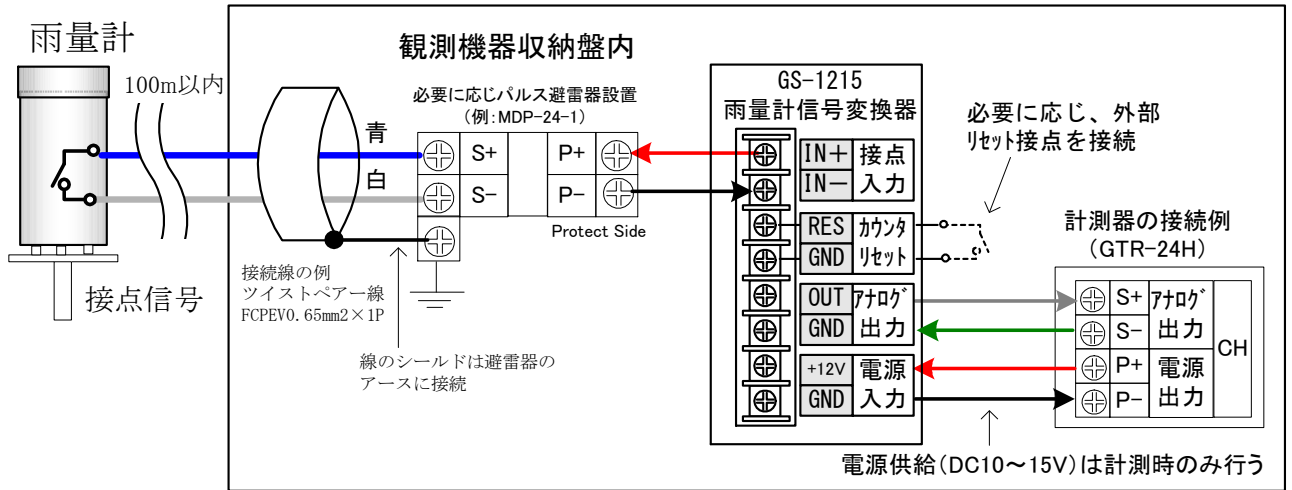 雨量計
100m以内
接点信号
観測機器収納盤内
必要に応じパルス避雷器設置
(例:MDP-24-1)
青
白
S+
S-
P+
P-
Protect Side
接続線の例
ツイストペアー線
FCPEV0.65mm2×1P
線のシールドは避雷器の
アースに接続
GS-1215
雨量計信号変換器
IN+
IN-
接点
入力
RES
GND
カウンタ
リセット
OUT
GND
アナログ
出力
+12V
GND
電源
入力
必要に応じ、外部
リセット接点を接続
計測器の接続例
(GTR-24H)
S+
S-
アナログ
出力
P+
P-
電源
出力
CH
電源供給(DC10~15V)は計測時のみ行う